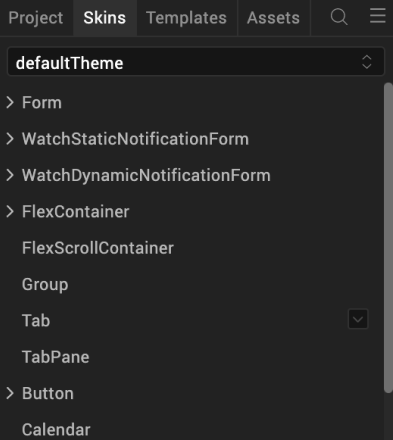 Project Skins Templates Assets
defaultTheme
Form
WatchStaticNotificationForm
WatchDynamicNotificationForm
FlexContainer
FlexScrollContainer
Group
Tab
TabPane
Button
Calendar